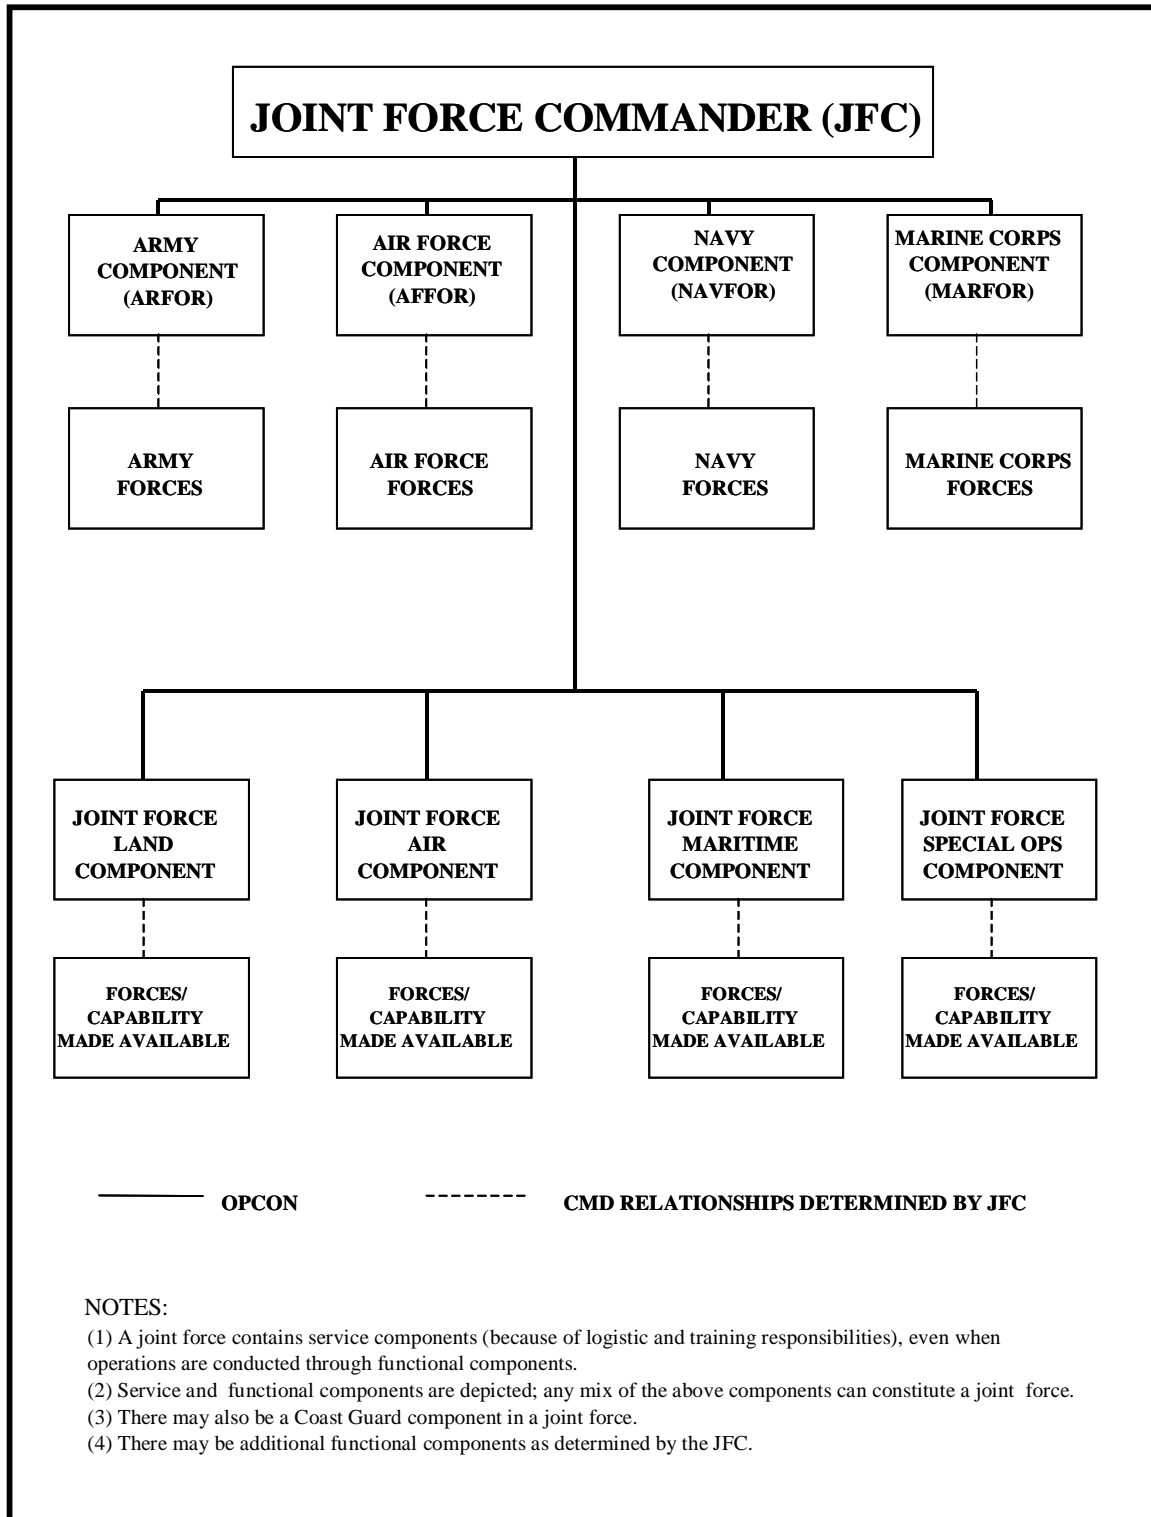 JOINT FORCE COMMANDER (JFC)
ARMY
COMPONENT
(ARFOR)
AIR FORCE
COMPONENT
(AFFOR)
NAVY
COMPONENT
(NAVFOR)
MARINE CORPS
COMPONENT
(MARFOR)
ARMY
FORCES
AIR FORCE
FORCES
NAVY
FORCES
MARINE CORPS
FORCES
JOINT FORCE
LAND
COMPONENT
JOINT FORCE
AIR
COMPONENT
JOINT FORCE
MARITIME
COMPONENT
JOINT FORCE
SPECIAL OPS
COMPONENT
FORCES/
CAPABILITY
MADE AVAILABLE
FORCES/
CAPABILITY
MADE AVAILABLE
FORCES/
CAPABILITY
MADE AVAILABLE
FORCES/
CAPABILITY
MADE AVAILABLE
OPCON
CMD RELATIONSHIPS DETERMINED BY JFC
NOTES:
(1) A joint force contains service components (because of logistic and training responsibilities), even when
operations are conducted through functional components.
(2) Service and functional components are depicted; any mix of the above components can constitute a joint force.
(3) There may also be a Coast Guard component in a joint force.
(4) There may be additional functional components as determined by the JFC.